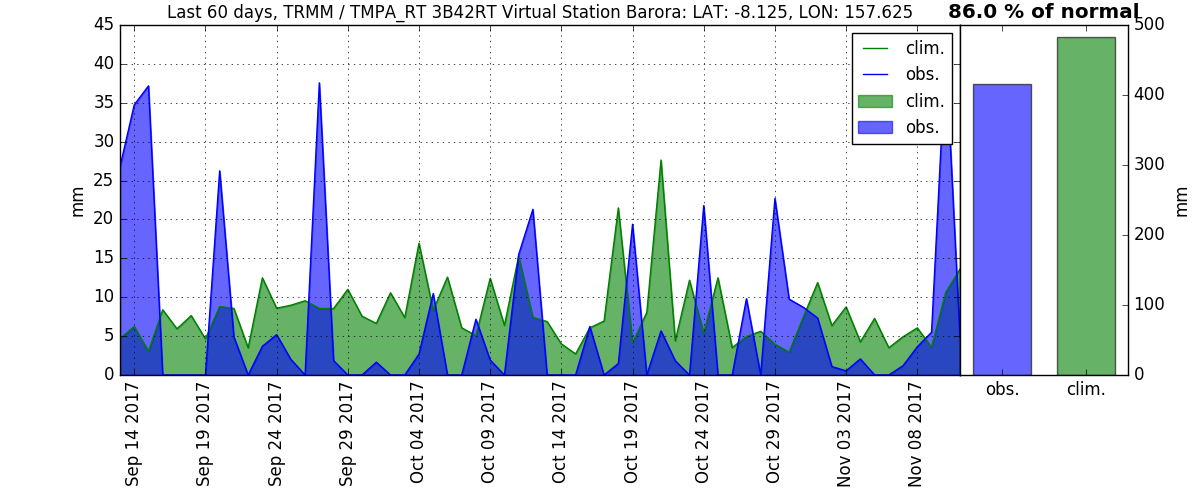 Last 60 days, TRMM / TMPA_RT 3B42RT Virtual Station Barora: LAT: -8.125, LON: 157.625
86.0 % of normal
45
40
35
30
25
20
15
10
5
0
mm
clim.
obs.
clim.
obs.
500
400
300
200
100
0
mm
obs.
clim.
Sep 14 2017
Sep 19 2017
Sep 24 2017
Sep 29 2017
Oct 04 2017
Oct 09 2017
Oct 14 2017
Oct 19 2017
Oct 24 2017
Oct 29 2017
Nov 03 2017
Nov 08 2017